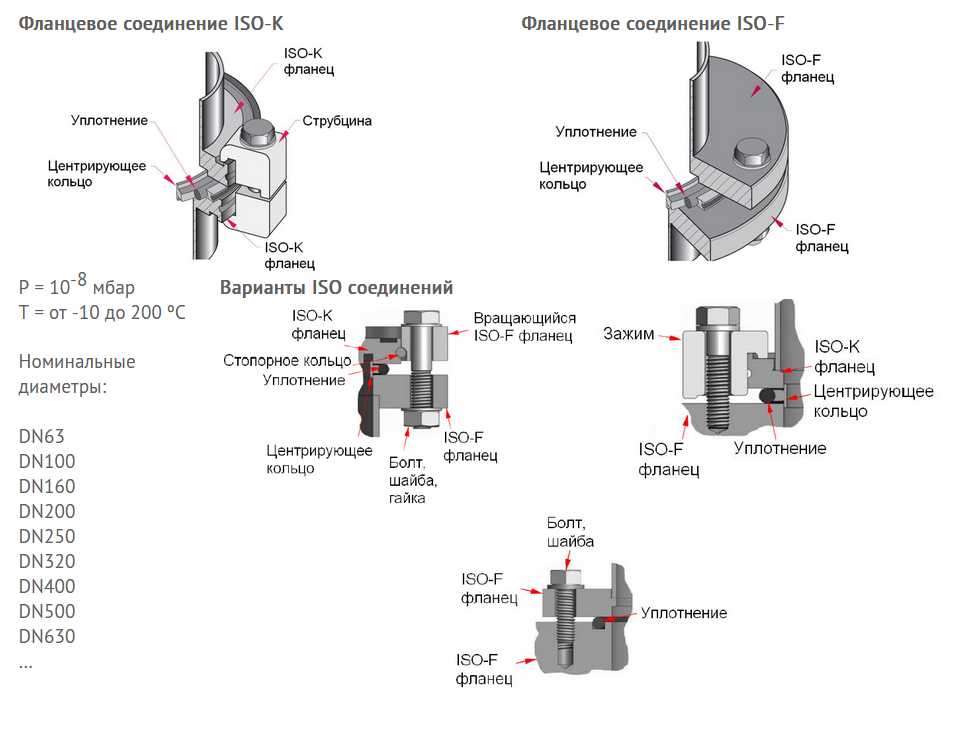 Фланцевое соединение ISO-K
ISO-K
фланец
Уплотнение
Струбцина
Центрирующее
кольцо
ISO-K
фланец
Фланцевое соединение ISO-F
ISO-F
фланец
Уплотнение
Центрирующее
кольцо
ISO-F
фланец
P = 10-8 мбар
T = от -10 до 200 ºC
Номинальные
диаметры:
DN63
DN100
DN160
DN200
DN250
DN320
DN400
DN500
DN630
...
Варианты ISO соединений
ISO-K
фланец
Вращающийся
ISO-F фланец
Стопорное кольцо
Уплотнение
Центрирующее
кольцо
Болт,
шайба,
гайка
ISO-F
фланец
Зажим
ISO-K
фланец
Центрирующее
кольцо
Уплотнение
ISO-F
фланец
Болт,
шайба
ISO-F
фланец
Уплотнение
ISO-F
фланец